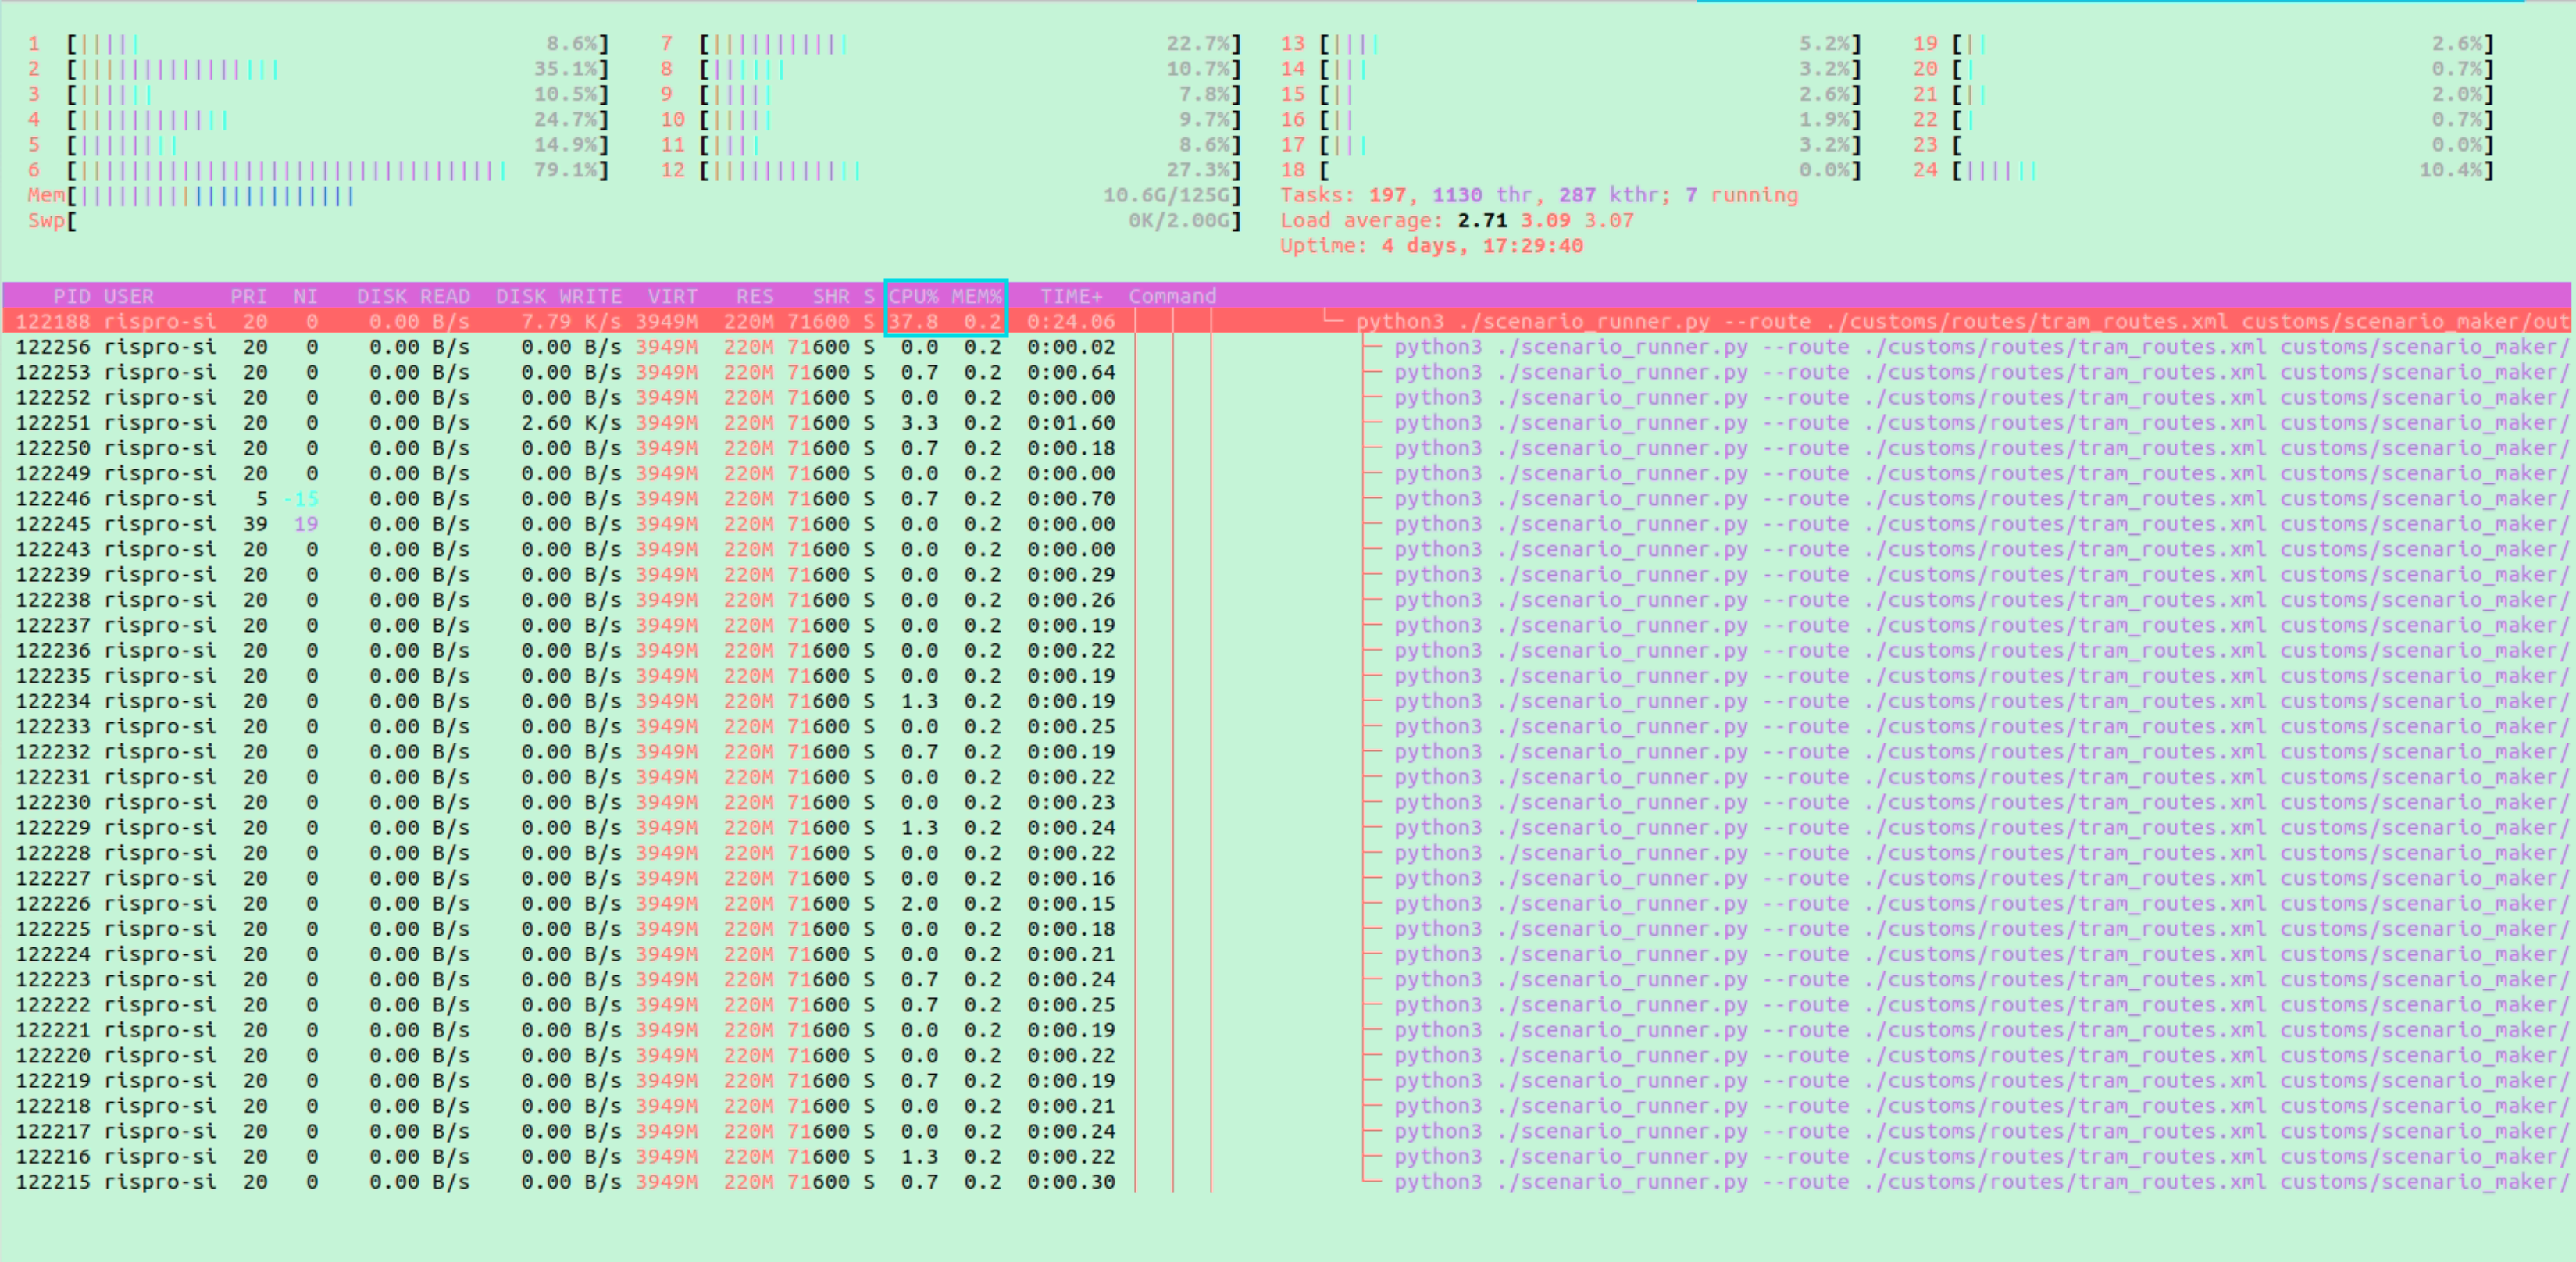 1 [||||| 8.6%] 7 [||||||||||| 22.7%] 13 [|||| 5.2%] 19 [|| 2.6%]
2 [|||||||||||||||| 35.1%] 8 [|||||| 10.7%] 14 [||| 3.2%] 20 [| 0.7%]
3 [|||||| 10.5%] 9 [||||| 7.8%] 15 [|| 2.6%] 21 [|| 2.0%]
4 [|||||||||||| 24.7%] 10 [||||| 9.7%] 16 [|| 1.9%] 22 [| 0.7%]
5 [|||||||| 14.9%] 11 [|||| 8.6%] 17 [||| 3.2%] 23 [ 0.0%]
6 [|||||||||||||||||||||||||||||||||| 79.1%] 12 [|||||||||||| 27.3%] 18 [ 0.0%] 24 [|||||| 10.4%]
Mem[|||||||||||||||||||||| 10.6G/125G] Tasks: 197, 1130 thr, 287 kthr; 7 running
Swp[ 0K/2.00G] Load average: 2.71 3.09 3.07
Uptime: 4 days, 17:29:40
PID USER PRI NI DISK READ DISK WRITE VIRT RES SHR S CPU% MEM% TIME+ Command
122188 rispro-si 20 0 0.00 B/s 7.79 K/s 3949M 220M 71600 S 37.8 0.2 0:24.06 python3 ./scenario_runner.py --route ./customs/routes/tram_routes.xml customs/scenario_maker/out
122256 rispro-si 20 0 0.00 B/s 0.00 B/s 3949M 220M 71600 S 0.0 0.2 0:00.02 python3 ./scenario_runner.py --route ./customs/routes/tram_routes.xml customs/scenario_maker/
122253 rispro-si 20 0 0.00 B/s 0.00 B/s 3949M 220M 71600 S 0.7 0.2 0:00.64 python3 ./scenario_runner.py --route ./customs/routes/tram_routes.xml customs/scenario_maker/
122252 rispro-si 20 0 0.00 B/s 0.00 B/s 3949M 220M 71600 S 0.0 0.2 0:00.00 python3 ./scenario_runner.py --route ./customs/routes/tram_routes.xml customs/scenario_maker/
122251 rispro-si 20 0 0.00 B/s 2.60 K/s 3949M 220M 71600 S 3.3 0.2 0:01.60 python3 ./scenario_runner.py --route ./customs/routes/tram_routes.xml customs/scenario_maker/
122250 rispro-si 20 0 0.00 B/s 0.00 B/s 3949M 220M 71600 S 0.7 0.2 0:00.18 python3 ./scenario_runner.py --route ./customs/routes/tram_routes.xml customs/scenario_maker/
122249 rispro-si 20 0 0.00 B/s 0.00 B/s 3949M 220M 71600 S 0.0 0.2 0:00.00 python3 ./scenario_runner.py --route ./customs/routes/tram_routes.xml customs/scenario_maker/
122246 rispro-si 5 -15 0.00 B/s 0.00 B/s 3949M 220M 71600 S 0.7 0.2 0:00.70 python3 ./scenario_runner.py --route ./customs/routes/tram_routes.xml customs/scenario_maker/
122245 rispro-si 39 19 0.00 B/s 0.00 B/s 3949M 220M 71600 S 0.0 0.2 0:00.00 python3 ./scenario_runner.py --route ./customs/routes/tram_routes.xml customs/scenario_maker/
122243 rispro-si 20 0 0.00 B/s 0.00 B/s 3949M 220M 71600 S 0.0 0.2 0:00.00 python3 ./scenario_runner.py --route ./customs/routes/tram_routes.xml customs/scenario_maker/
122239 rispro-si 20 0 0.00 B/s 0.00 B/s 3949M 220M 71600 S 0.0 0.2 0:00.29 python3 ./scenario_runner.py --route ./customs/routes/tram_routes.xml customs/scenario_maker/
122238 rispro-si 20 0 0.00 B/s 0.00 B/s 3949M 220M 71600 S 0.0 0.2 0:00.26 python3 ./scenario_runner.py --route ./customs/routes/tram_routes.xml customs/scenario_maker/
122237 rispro-si 20 0 0.00 B/s 0.00 B/s 3949M 220M 71600 S 0.0 0.2 0:00.19 python3 ./scenario_runner.py --route ./customs/routes/tram_routes.xml customs/scenario_maker/
122236 rispro-si 20 0 0.00 B/s 0.00 B/s 3949M 220M 71600 S 0.0 0.2 0:00.22 python3 ./scenario_runner.py --route ./customs/routes/tram_routes.xml customs/scenario_maker/
122235 rispro-si 20 0 0.00 B/s 0.00 B/s 3949M 220M 71600 S 0.0 0.2 0:00.19 python3 ./scenario_runner.py --route ./customs/routes/tram_routes.xml customs/scenario_maker/
122234 rispro-si 20 0 0.00 B/s 0.00 B/s 3949M 220M 71600 S 1.3 0.2 0:00.19 python3 ./scenario_runner.py --route ./customs/routes/tram_routes.xml customs/scenario_maker/
122233 rispro-si 20 0 0.00 B/s 0.00 B/s 3949M 220M 71600 S 0.0 0.2 0:00.25 python3 ./scenario_runner.py --route ./customs/routes/tram_routes.xml customs/scenario_maker/
122232 rispro-si 20 0 0.00 B/s 0.00 B/s 3949M 220M 71600 S 0.7 0.2 0:00.19 python3 ./scenario_runner.py --route ./customs/routes/tram_routes.xml customs/scenario_maker/
122231 rispro-si 20 0 0.00 B/s 0.00 B/s 3949M 220M 71600 S 0.0 0.2 0:00.22 python3 ./scenario_runner.py --route ./customs/routes/tram_routes.xml customs/scenario_maker/
122230 rispro-si 20 0 0.00 B/s 0.00 B/s 3949M 220M 71600 S 0.0 0.2 0:00.23 python3 ./scenario_runner.py --route ./customs/routes/tram_routes.xml customs/scenario_maker/
122229 rispro-si 20 0 0.00 B/s 0.00 B/s 3949M 220M 71600 S 1.3 0.2 0:00.24 python3 ./scenario_runner.py --route ./customs/routes/tram_routes.xml customs/scenario_maker/
122228 rispro-si 20 0 0.00 B/s 0.00 B/s 3949M 220M 71600 S 0.0 0.2 0:00.22 python3 ./scenario_runner.py --route ./customs/routes/tram_routes.xml customs/scenario_maker/
122227 rispro-si 20 0 0.00 B/s 0.00 B/s 3949M 220M 71600 S 0.0 0.2 0:00.16 python3 ./scenario_runner.py --route ./customs/routes/tram_routes.xml customs/scenario_maker/
122226 rispro-si 20 0 0.00 B/s 0.00 B/s 3949M 220M 71600 S 2.0 0.2 0:00.15 python3 ./scenario_runner.py --route ./customs/routes/tram_routes.xml customs/scenario_maker/
122225 rispro-si 20 0 0.00 B/s 0.00 B/s 3949M 220M 71600 S 0.0 0.2 0:00.18 python3 ./scenario_runner.py --route ./customs/routes/tram_routes.xml customs/scenario_maker/
122224 rispro-si 20 0 0.00 B/s 0.00 B/s 3949M 220M 71600 S 0.0 0.2 0:00.21 python3 ./scenario_runner.py --route ./customs/routes/tram_routes.xml customs/scenario_maker/
122223 rispro-si 20 0 0.00 B/s 0.00 B/s 3949M 220M 71600 S 0.7 0.2 0:00.24 python3 ./scenario_runner.py --route ./customs/routes/tram_routes.xml customs/scenario_maker/
122222 rispro-si 20 0 0.00 B/s 0.00 B/s 3949M 220M 71600 S 0.7 0.2 0:00.25 python3 ./scenario_runner.py --route ./customs/routes/tram_routes.xml customs/scenario_maker/
122221 rispro-si 20 0 0.00 B/s 0.00 B/s 3949M 220M 71600 S 0.0 0.2 0:00.19 python3 ./scenario_runner.py --route ./customs/routes/tram_routes.xml customs/scenario_maker/
122220 rispro-si 20 0 0.00 B/s 0.00 B/s 3949M 220M 71600 S 0.0 0.2 0:00.22 python3 ./scenario_runner.py --route ./customs/routes/tram_routes.xml customs/scenario_maker/
122219 rispro-si 20 0 0.00 B/s 0.00 B/s 3949M 220M 71600 S 0.7 0.2 0:00.19 python3 ./scenario_runner.py --route ./customs/routes/tram_routes.xml customs/scenario_maker/
122218 rispro-si 20 0 0.00 B/s 0.00 B/s 3949M 220M 71600 S 0.0 0.2 0:00.21 python3 ./scenario_runner.py --route ./customs/routes/tram_routes.xml customs/scenario_maker/
122217 rispro-si 20 0 0.00 B/s 0.00 B/s 3949M 220M 71600 S 0.0 0.2 0:00.24 python3 ./scenario_runner.py --route ./customs/routes/tram_routes.xml customs/scenario_maker/
122216 rispro-si 20 0 0.00 B/s 0.00 B/s 3949M 220M 71600 S 1.3 0.2 0:00.22 python3 ./scenario_runner.py --route ./customs/routes/tram_routes.xml customs/scenario_maker/
122215 rispro-si 20 0 0.00 B/s 0.00 B/s 3949M 220M 71600 S 0.7 0.2 0:00.30 python3 ./scenario_runner.py --route ./customs/routes/tram_routes.xml customs/scenario_maker/